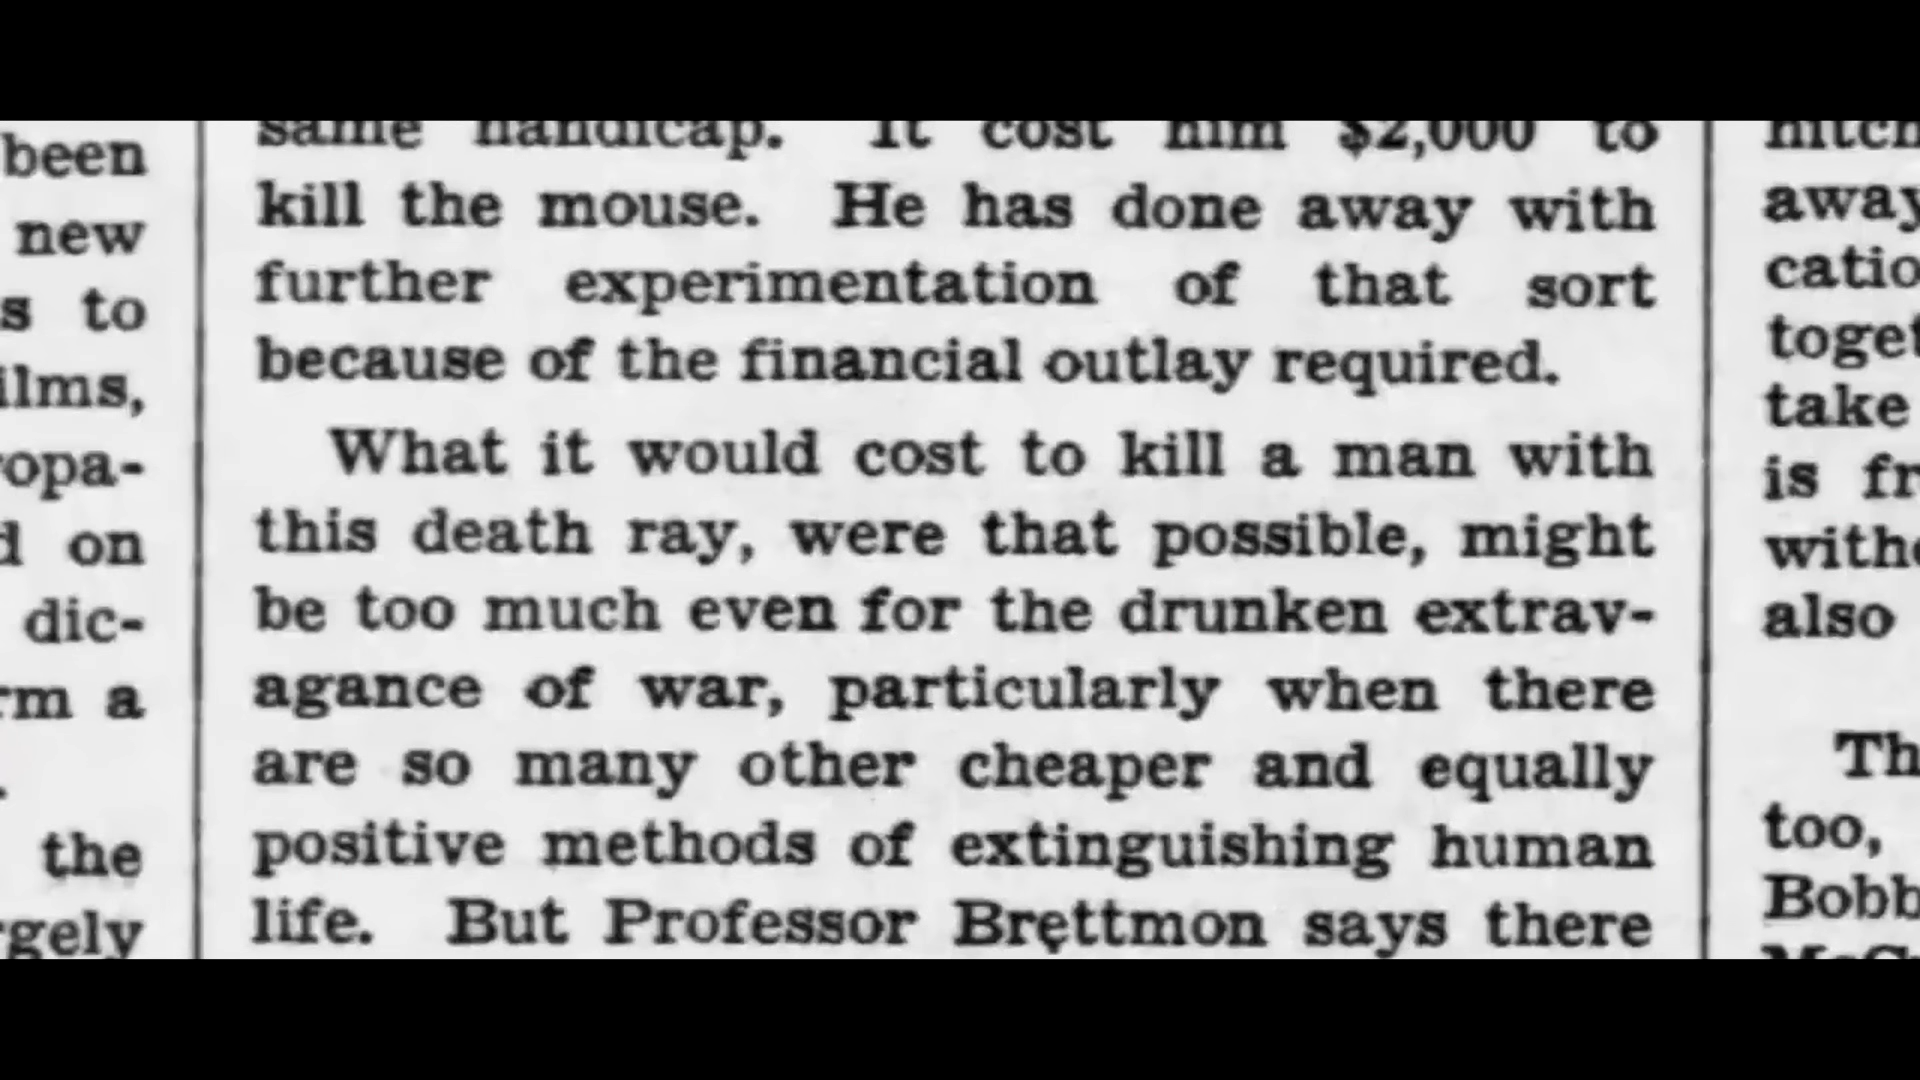 been
new
s to
ilms,
opa-
d on
dic-
rm a
the
rgely
same handicap. It cost him $2,000 to
kill the mouse. He has done away with
further experimentation of that sort
because of the financial outlay required.
What it would cost to kill a man with
this death ray, were that possible, might
be too much even for the drunken extrav-
agance of war, particularly when there
are so many other cheaper and equally
positive methods of extinguishing human
life. But Professor Brettmon says there
hitch
away
catio
toget
take
is fr
witho
also
Th
too,
Bobb